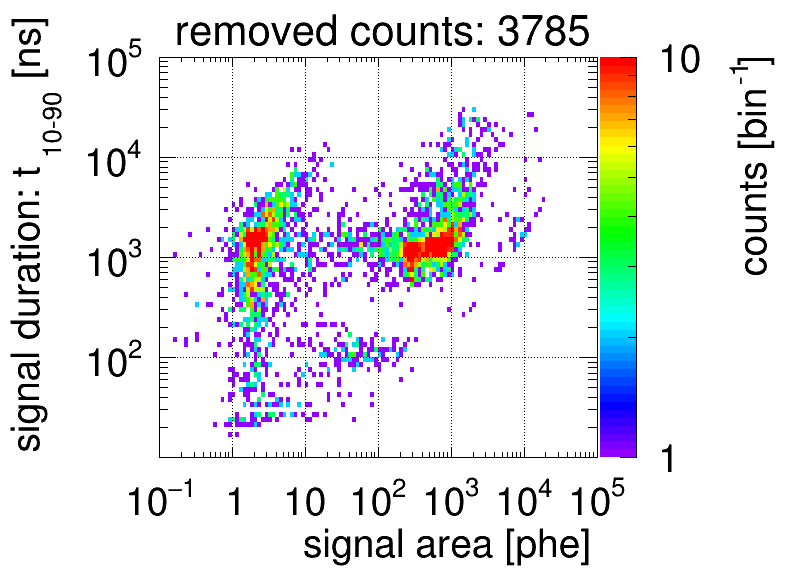 removed counts: 3785
signal duration: t 10-90 [ns]
10^5
10^4
10^3
10^2
10^−1 1 10 10^2 10^3 10^4 10^5
signal area [phe]
10
1
counts [bin^-1]